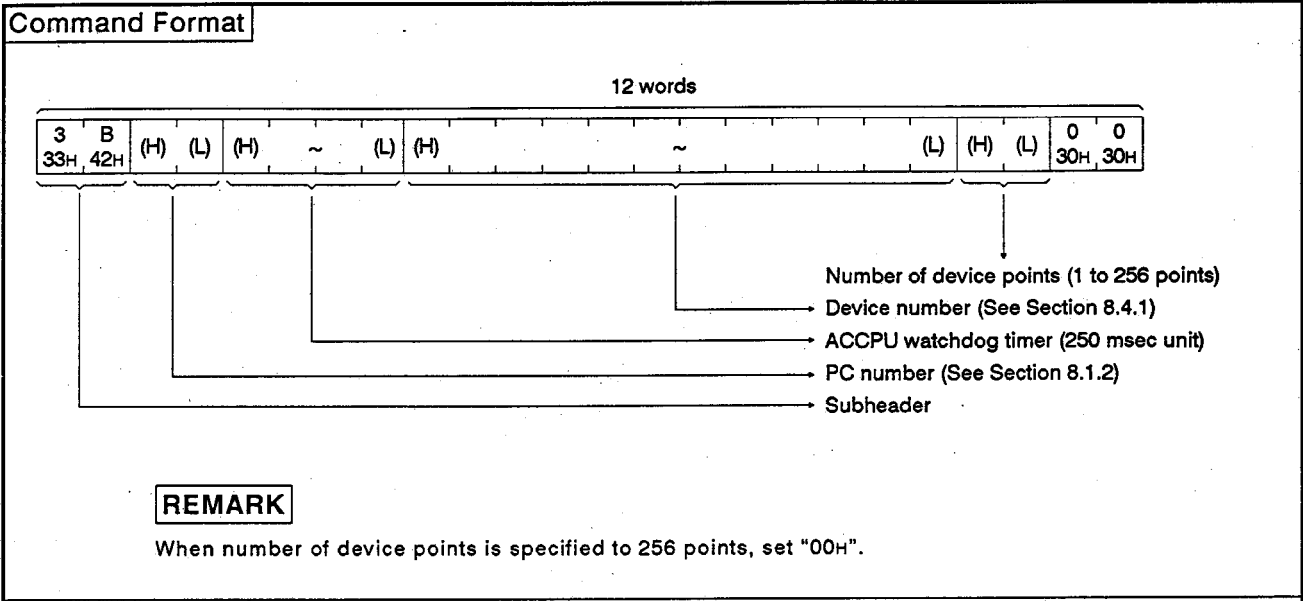 Command Format
12 words
3 B (H) (L) (H) ~ (L) (H) ~ (L) (H) (L) 0 0
33H 42H 30H 30H
Number of device points (1 to 256 points)
Device number (See Section 8.4.1)
ACCPU watchdog timer (250 msec unit)
PC number (See Section 8.1.2)
Subheader
REMARK
When number of device points is specified to 256 points, set "00H".